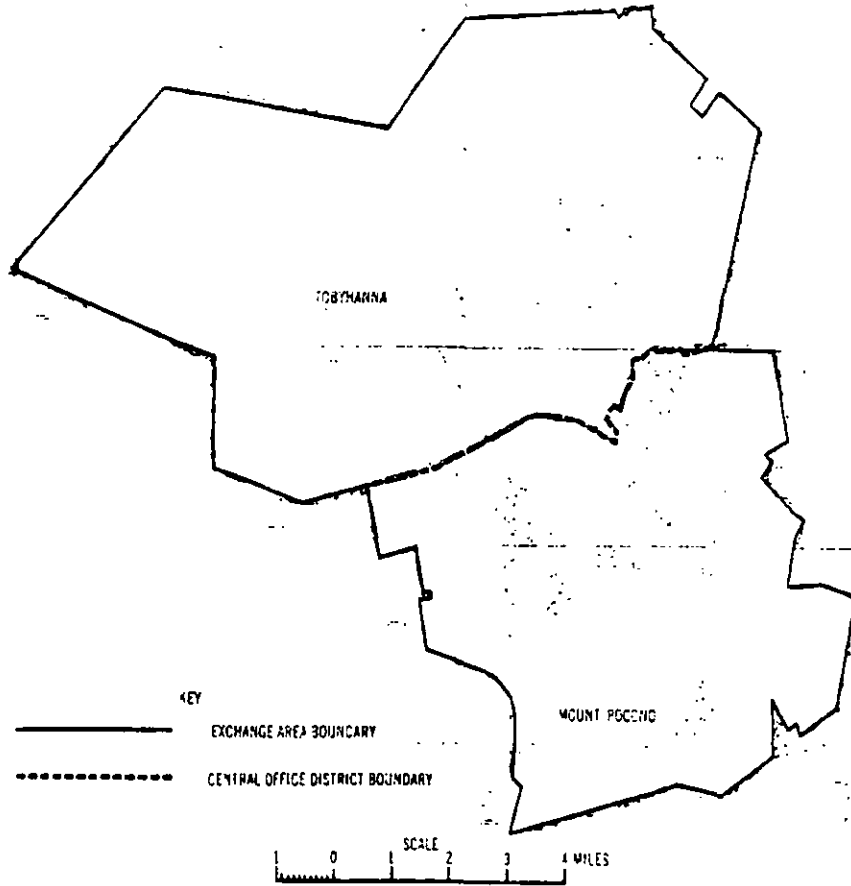 TOBYHANNA
MOUNT POCONO
KEY
EXCHANGE AREA BOUNDARY
CENTRAL OFFICE DISTRICT BOUNDARY
SCALE
1 0 1 2 3 4 MILES